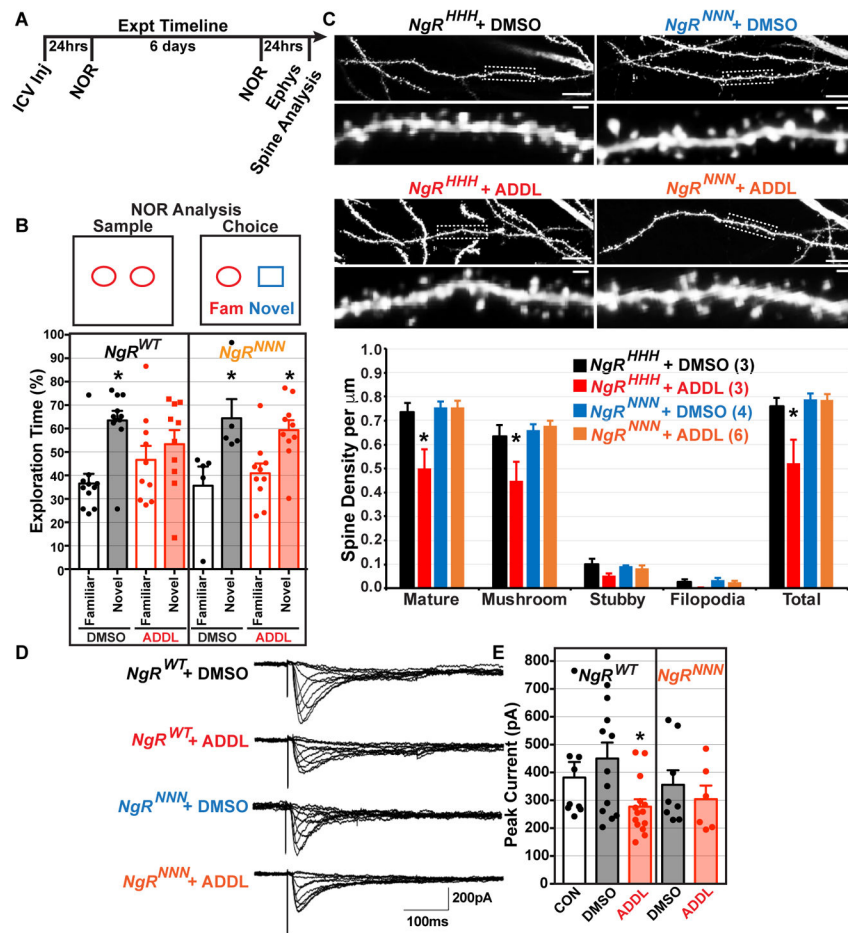 A
Expt Timeline
24hrs
6 days
24hrs
ICV Inj
NOR
NOR
Ephys
Spine Analysis
B
NOR Analysis
Sample
Choice
Fam Novel
NgR^WT
NgR^NNN
*
*
*
Exploration Time (%)
100
90
80
70
60
50
40
30
20
10
0
Familiar
Novel
Familiar
Novel
Familiar
Novel
Familiar
Novel
DMSO
ADDL
DMSO
ADDL
C
NgR^HHH + DMSO
NgR^NNN + DMSO
NgR^HHH + ADDL
NgR^NNN + ADDL
Spine Density per µm
1.0
0.9
0.8
0.7
0.6
0.5
0.4
0.3
0.2
0.1
0.0
NgR^HHH + DMSO (3)
NgR^HHH + ADDL (3)
NgR^NNN + DMSO (4)
NgR^NNN + ADDL (6)
*
*
*
Mature
Mushroom
Stubby
Filopodia
Total
D
NgR^WT + DMSO
NgR^WT + ADDL
NgR^NNN + DMSO
NgR^NNN + ADDL
200pA
100ms
E
Peak Current (pA)
800
700
600
500
400
300
200
100
0
NgR^WT
NgR^NNN
*
CON
DMSO
ADDL
DMSO
ADDL